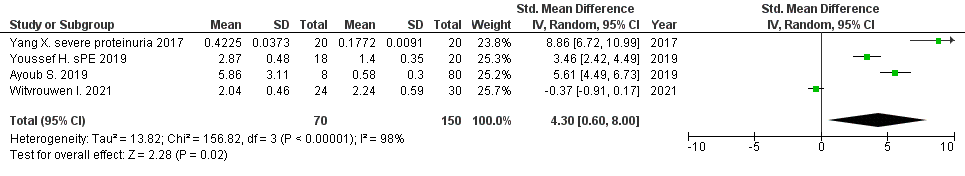 Std. Mean Difference Std. Mean Difference
Study or Subgroup Mean SD Total Mean SD Total Weight IV, Random, 95% CI Year IV, Random, 95% CI
Yang X. severe proteinuria 2017 0.4225 0.0373 20 0.1772 0.0091 20 23.8% 8.86 [6.72, 10.99] 2017
Youssef H. sPE 2019 2.87 0.48 18 1.4 0.35 20 25.3% 3.46 [2.42, 4.49] 2019
Ayoub S. 2019 5.86 3.11 8 0.58 0.3 80 25.2% 5.61 [4.49, 6.73] 2019
Witvrouwen I. 2021 2.04 0.46 24 2.24 0.59 30 25.7% -0.37 [-0.91, 0.17] 2021
Total (95% CI) 70 150 100.0% 4.30 [0.60, 8.00]
Heterogeneity: Tau² = 13.82; Chi² = 156.82, df = 3 (P < 0.00001); I² = 98%
Test for overall effect: Z = 2.28 (P = 0.02)
-10 -5 0 5 10